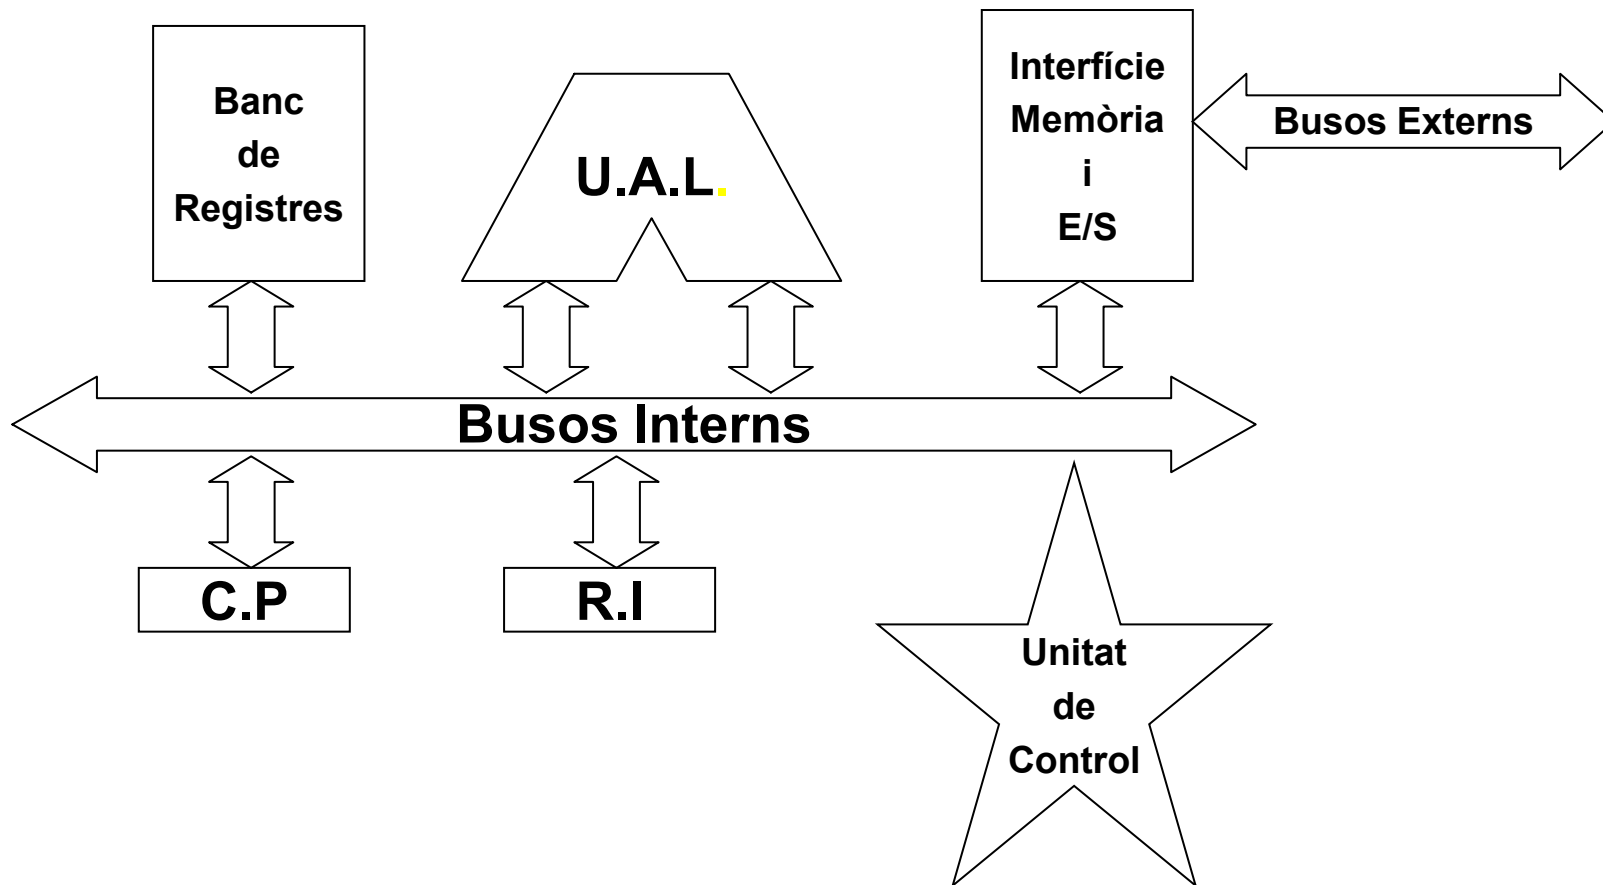 Banc
de
Registres
U.A.L.
Interfície
Memòria
i
E/S
Busos Externs
Busos Interns
C.P
R.I
Unitat
de
Control